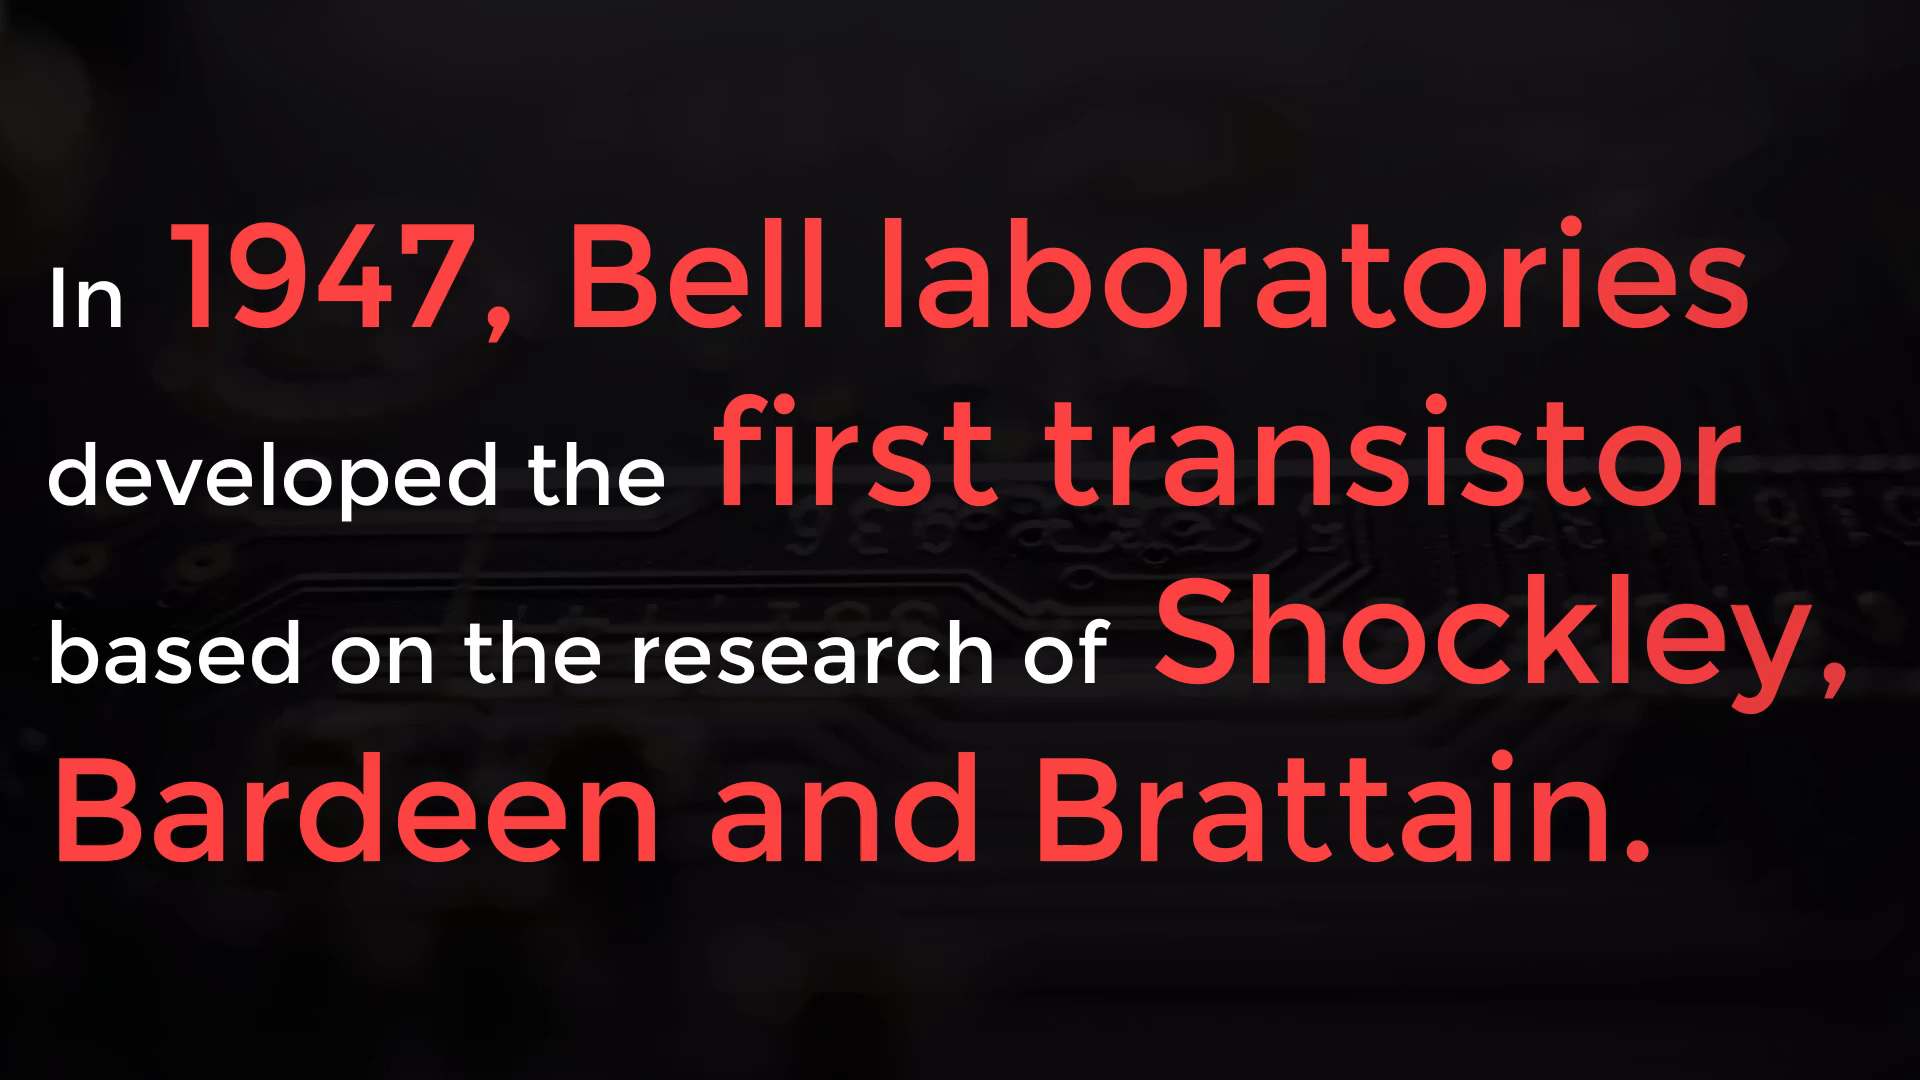 In 1947, Bell laboratories
developed the first transistor
based on the research of Shockley,
Bardeen and Brattain.